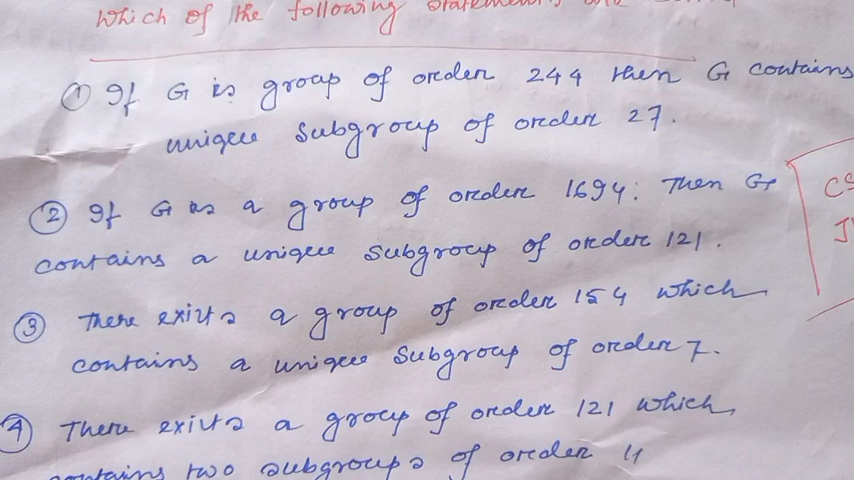 Which of the following
① If G is group of order 244 then G contains
unique subgroup of order 27.
② If G is a group of order 1694. Then G
contains a unique subgroup of order 121.
③ There exists a group of order 154 which
contains a unique subgroup of order 7.
④ There exists a group of order 121 which
contains two subgroups of order 11